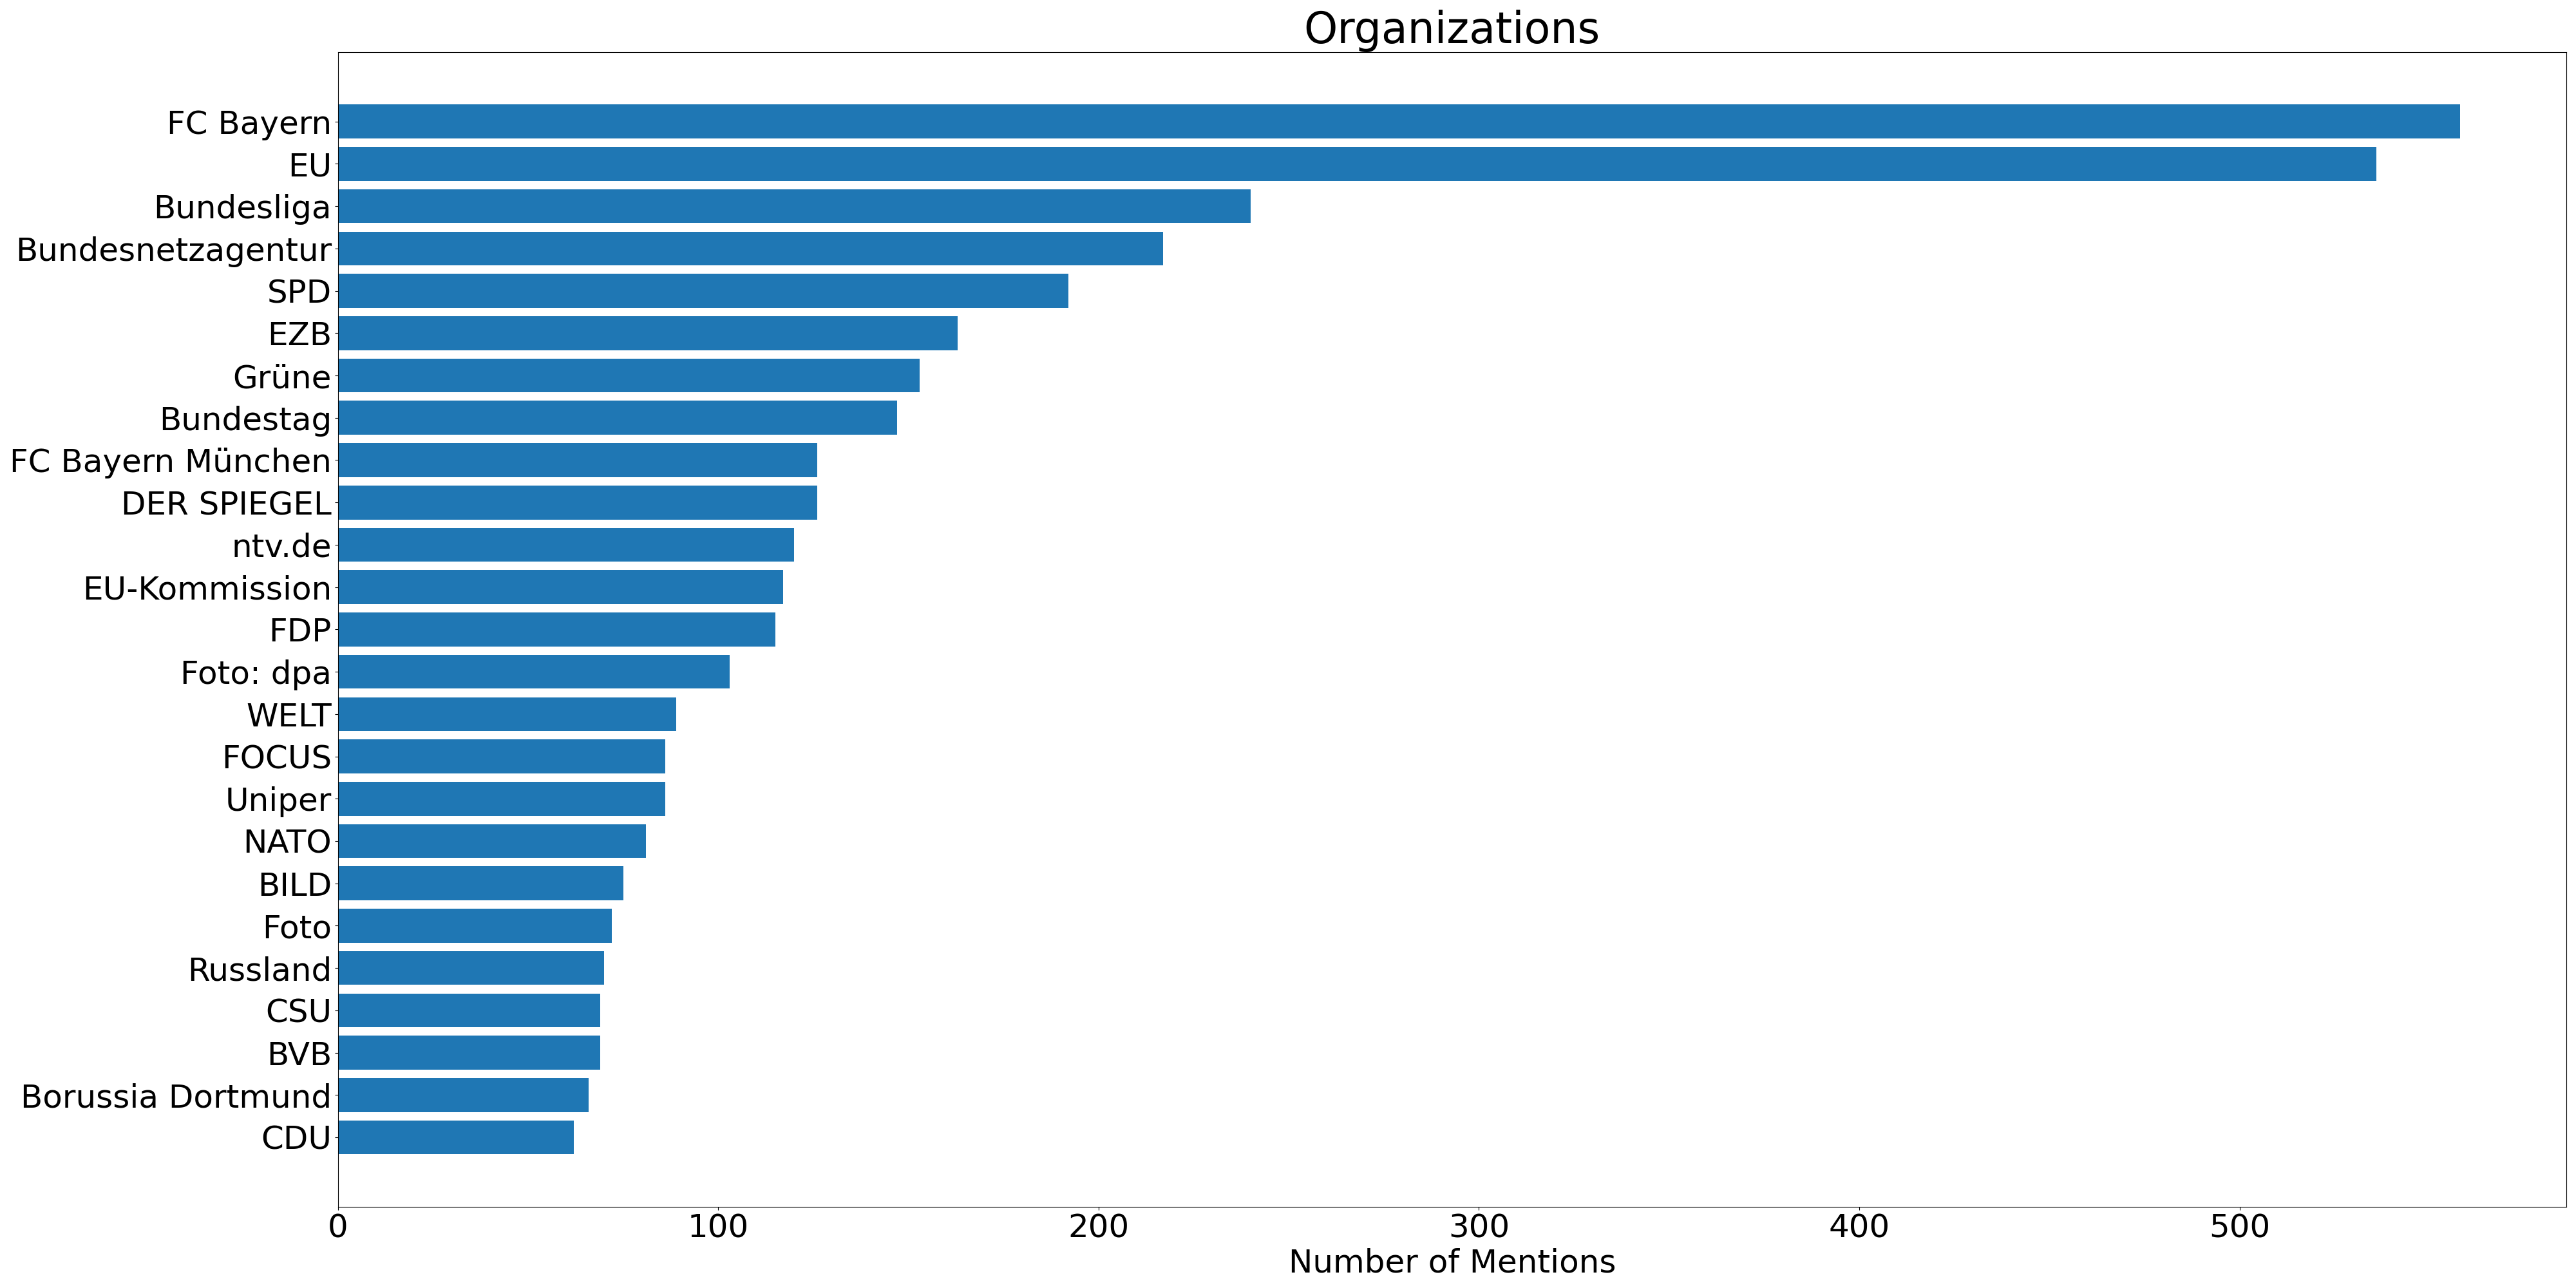 Organizations
FC Bayern
EU
Bundesliga
Bundesnetzagentur
SPD
EZB
Grüne
Bundestag
FC Bayern München
DER SPIEGEL
ntv.de
EU-Kommission
FDP
Foto: dpa
WELT
FOCUS
Uniper
NATO
BILD
Foto
Russland
CSU
BVB
Borussia Dortmund
CDU
0 100 200 300 400 500
Number of Mentions